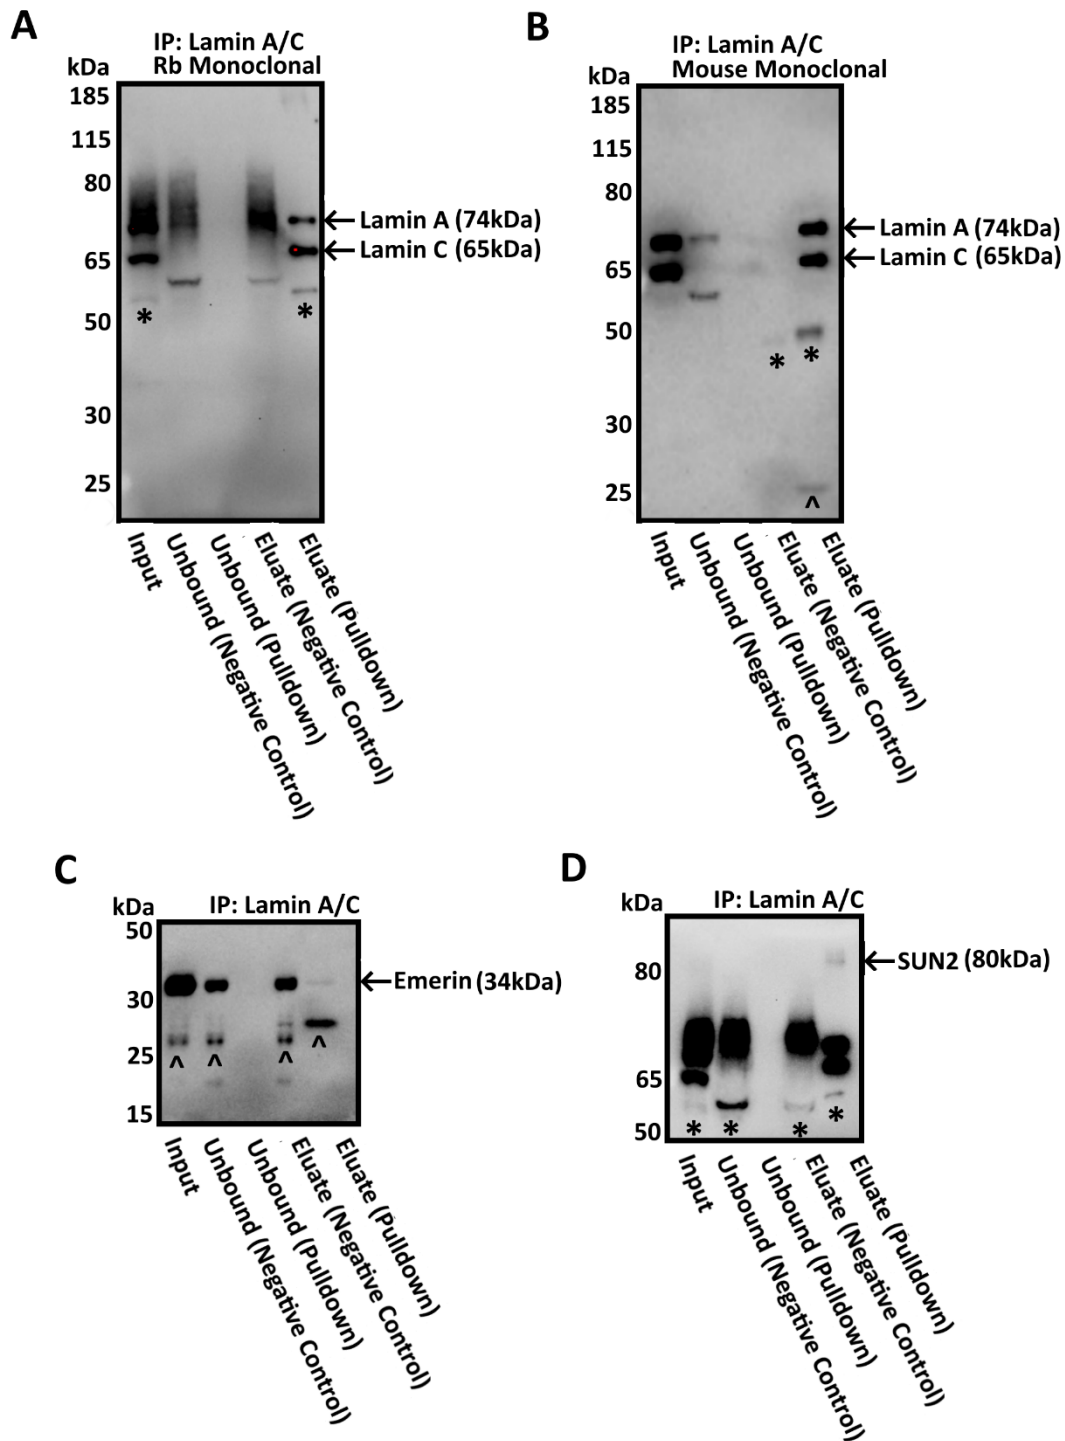 A
IP: Lamin A/C
Rb Monoclonal
kDa
185
115
80
65
50
30
25
Lamin A (74kDa)
Lamin C (65kDa)
*
*
Input
Unbound (Negative Control)
Unbound (Pulldown)
Eluate (Negative Control)
Eluate (Pulldown)
B
IP: Lamin A/C
Mouse Monoclonal
kDa
185
115
80
65
50
30
25
Lamin A (74kDa)
Lamin C (65kDa)
*
*
^
Input
Unbound (Negative Control)
Unbound (Pulldown)
Eluate (Negative Control)
Eluate (Pulldown)
C
IP: Lamin A/C
kDa
50
30
25
15
Emerin (34kDa)
^
^
^
^
Input
Unbound (Negative Control)
Unbound (Pulldown)
Eluate (Negative Control)
Eluate (Pulldown)
D
IP: Lamin A/C
kDa
80
65
50
SUN2 (80kDa)
*
*
*
*
Input
Unbound (Negative Control)
Unbound (Pulldown)
Eluate (Negative Control)
Eluate (Pulldown)